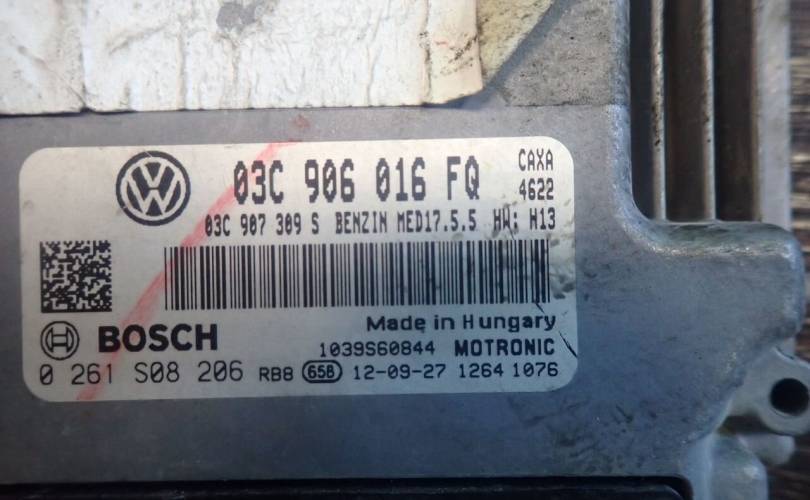 03C 906 016 FQ CAXA
4622
03C 907 309 S BENZIN MED17.5.5 HW: H13
Made in Hungary
BOSCH
1039S60844 MOTRONIC
0 261 S08 206 RB8 65B 12-09-27 1264 1076